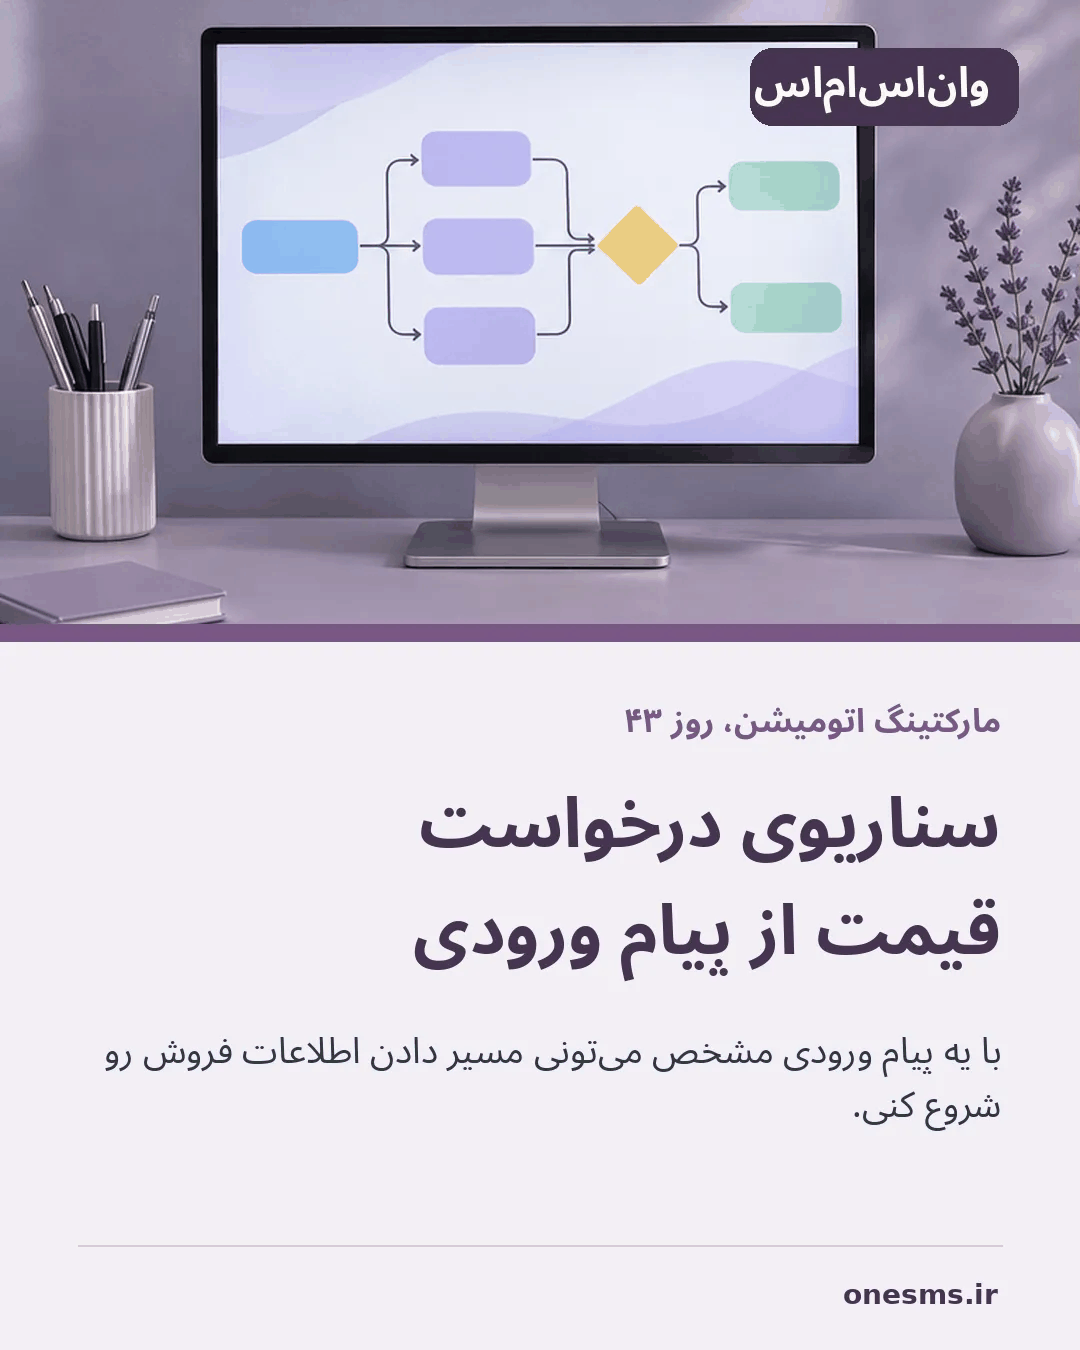 وان‌اس‌ام‌اس
مارکتینگ اتومیشن، روز ۴۳
سناریوی درخواست
قیمت از پیام ورودی
با یه پیام ورودی مشخص می‌تونی مسیر دادن اطلاعات فروش رو
شروع کنی.
onesms.ir